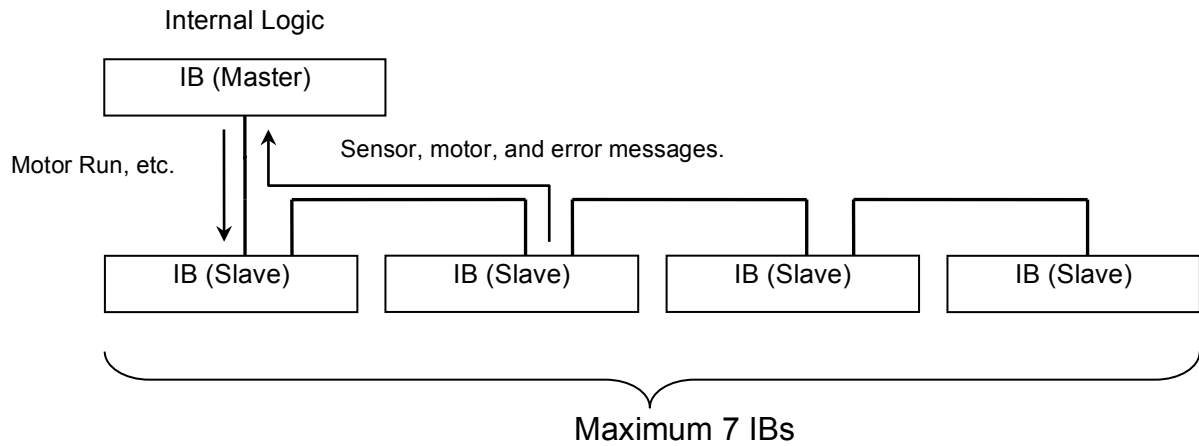 Internal Logic
IB (Master)
Motor Run, etc.
Sensor, motor, and error messages.
IB (Slave)
IB (Slave)
IB (Slave)
IB (Slave)
Maximum 7 IBs